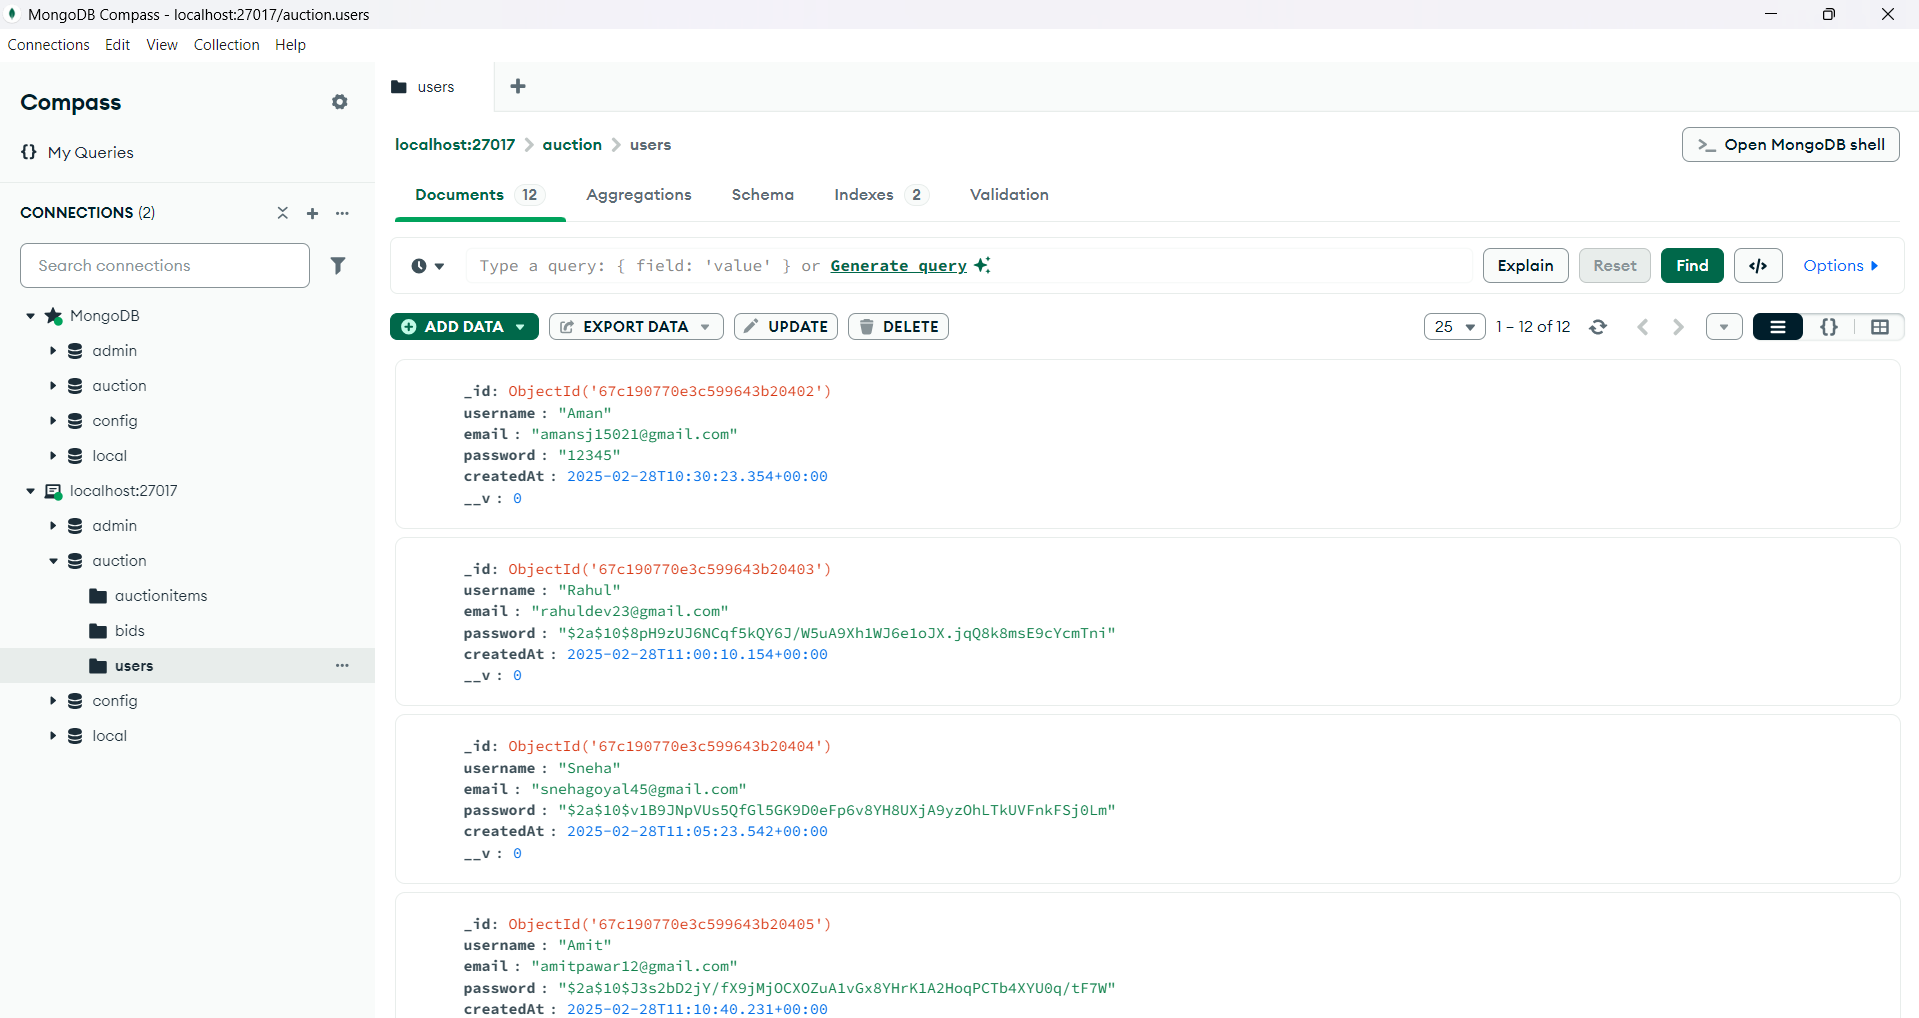 MongoDB Compass - localhost:27017/auction.users
Connections Edit View Collection Help
Compass
{} My Queries
CONNECTIONS (2)
Search connections
MongoDB
admin
auction
config
local
localhost:27017
admin
auction
auctionitems
bids
users
config
local
users
localhost:27017 > auction > users
>_ Open MongoDB shell
Documents 12 Aggregations Schema Indexes 2 Validation
Type a query: { field: 'value' } or Generate query
Explain Reset Find </> Options
ADD DATA EXPORT DATA UPDATE DELETE
25 1 – 12 of 12 {}
_id: ObjectId('67c190770e3c599643b20402')
username : "Aman"
email : "amansj15021@gmail.com"
password : "12345"
createdAt : 2025-02-28T10:30:23.354+00:00
__v : 0
_id: ObjectId('67c190770e3c599643b20403')
username : "Rahul"
email : "rahuldev23@gmail.com"
password : "$2a$10$8pH9zUJ6NCqf5kQY6J/W5uA9Xh1WJ6e1oJX.jqQ8k8msE9cYcmTni"
createdAt : 2025-02-28T11:00:10.154+00:00
__v : 0
_id: ObjectId('67c190770e3c599643b20404')
username : "Sneha"
email : "snehagoyal45@gmail.com"
password : "$2a$10$v1B9JNpVUs5QfGl5GK9D0eFp6v8YH8UXjA9yzOhLTkUVFnkFSj0Lm"
createdAt : 2025-02-28T11:05:23.542+00:00
__v : 0
_id: ObjectId('67c190770e3c599643b20405')
username : "Amit"
email : "amitpawar12@gmail.com"
password : "$2a$10$J3s2bD2jY/fX9jMjOCXOZuA1vGx8YHrK1A2HoqPCTb4XYU0q/tF7W"
createdAt : 2025-02-28T11:10:40.231+00:00